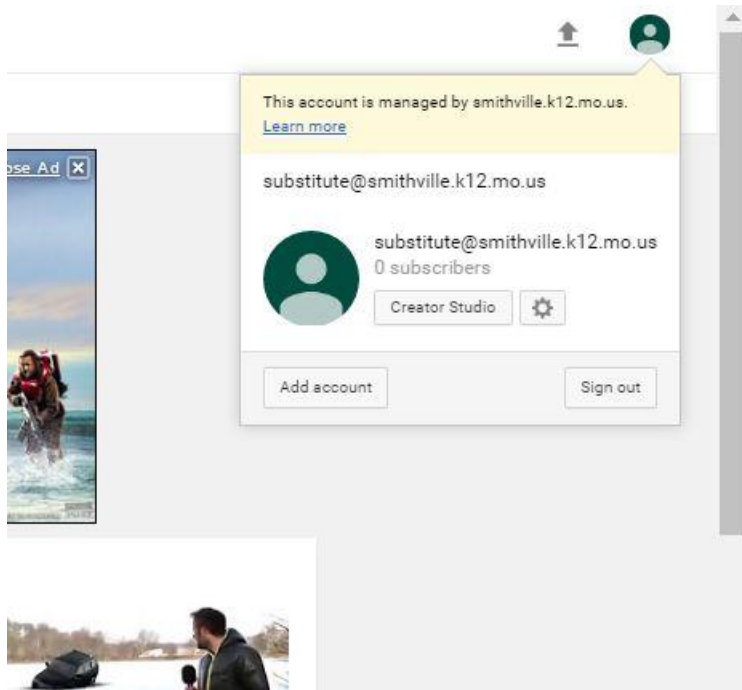 This account is managed by smithville.k12.mo.us.
Learn more
ose Ad
substitute@smithville.k12.mo.us
substitute@smithville.k12.mo.us
0 subscribers
Creator Studio
Add account
Sign out